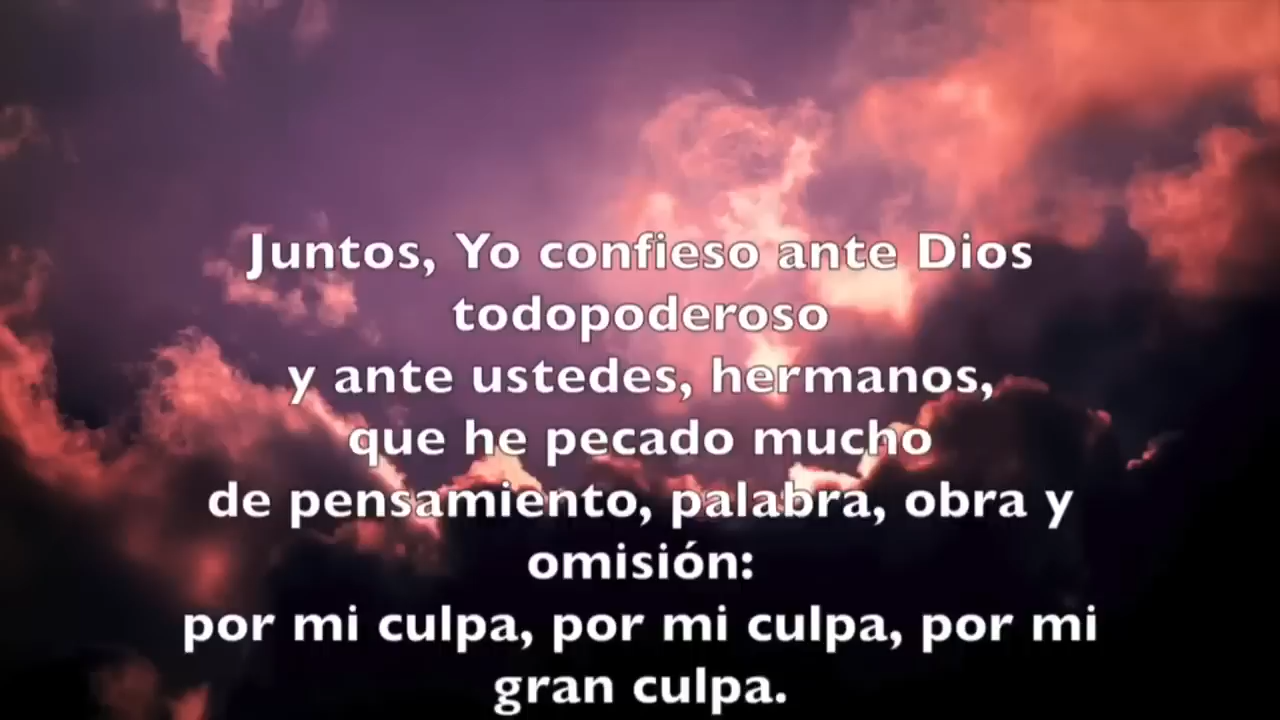 Juntos, Yo confieso ante Dios
todopoderoso
y ante ustedes, hermanos,
que he pecado mucho
de pensamiento, palabra, obra y
omisión:
por mi culpa, por mi culpa, por mi
gran culpa.